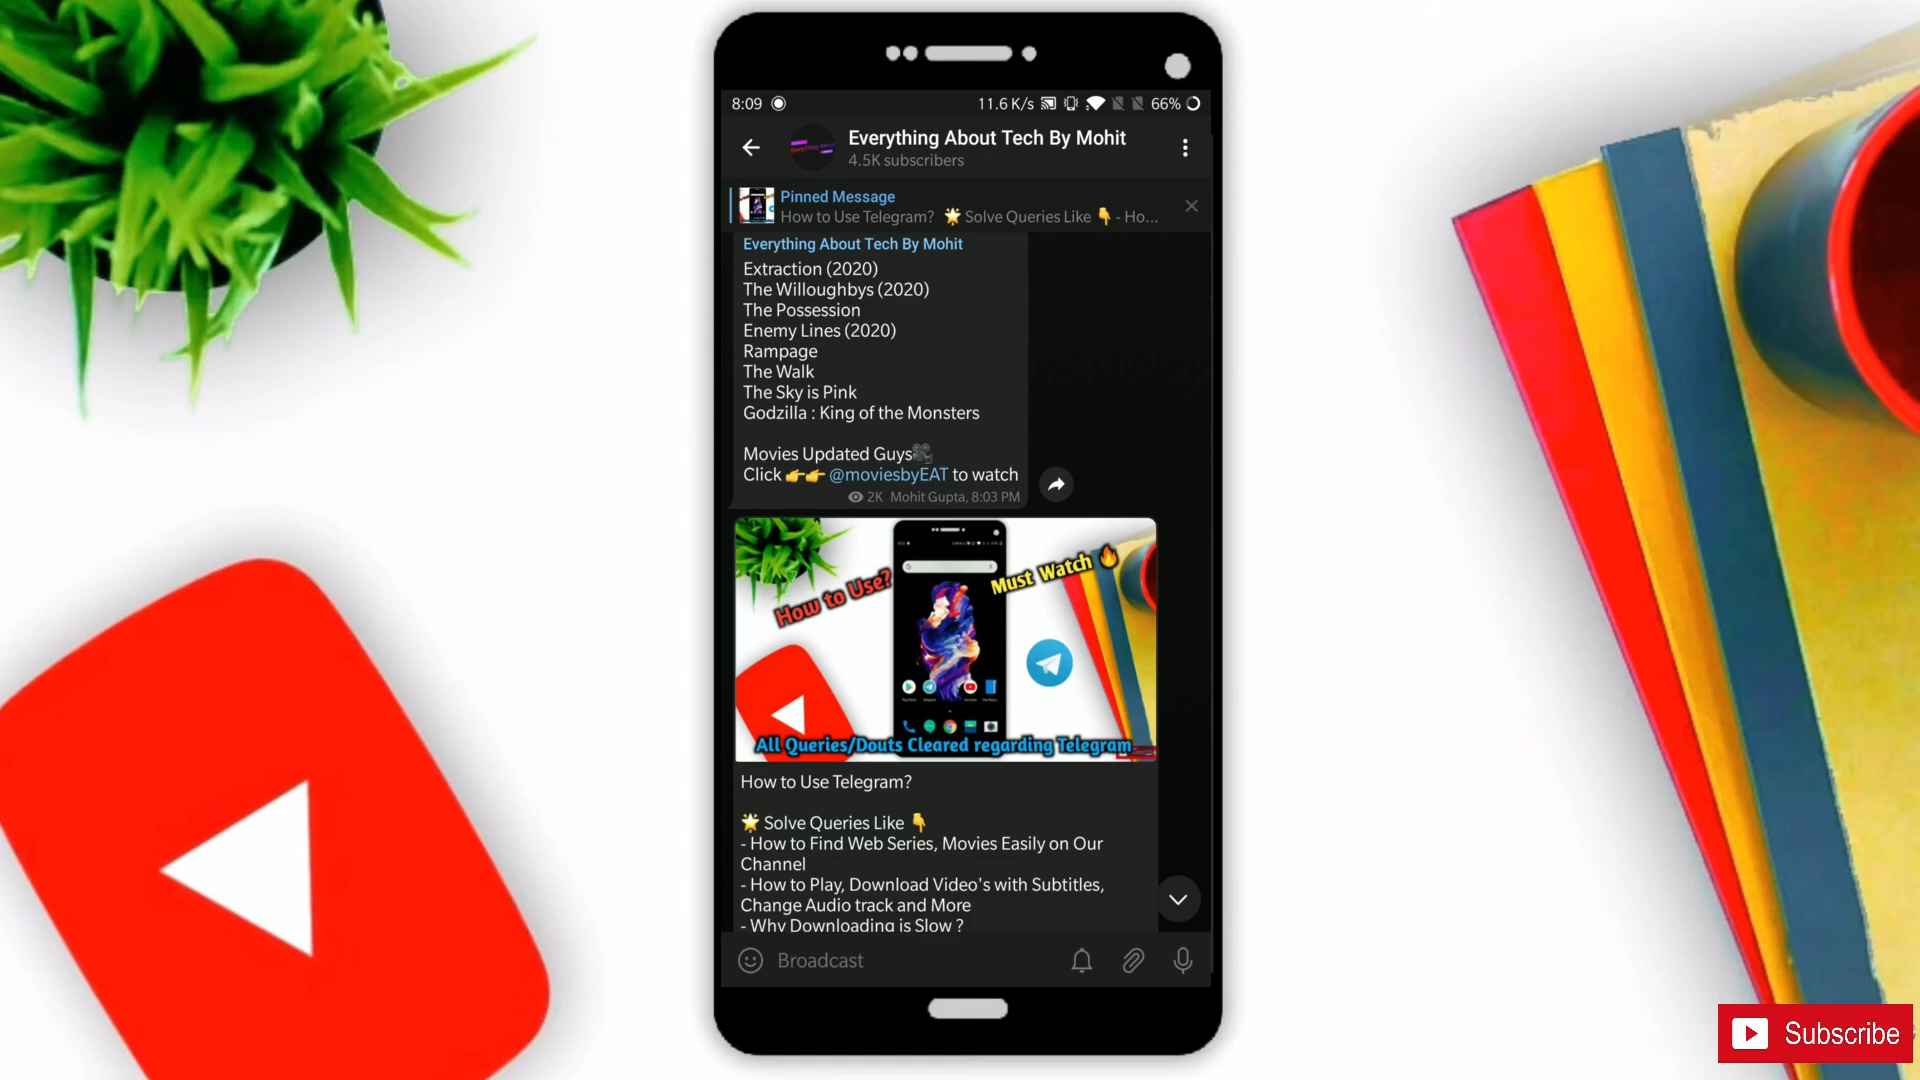 8:09 11.6 K/s 66%
Everything About Tech By Mohit
4.5K subscribers
Pinned Message
How to Use Telegram? 🌟 Solve Queries Like 👇 - Ho...
Everything About Tech By Mohit
Extraction (2020)
The Willoughbys (2020)
The Possession
Enemy Lines (2020)
Rampage
The Walk
The Sky is Pink
Godzilla : King of the Monsters
Movies Updated Guys🎥
Click 👉👉 @moviesbyEAT to watch
2K Mohit Gupta, 8:03 PM
How to Use?
Must Watch 🔥
All Queries/Douts Cleared regarding Telegram
How to Use Telegram?
🌟 Solve Queries Like 👇
- How to Find Web Series, Movies Easily on Our
Channel
- How to Play, Download Video's with Subtitles,
Change Audio track and More
- Why Downloading is Slow ?
Broadcast
Subscribe